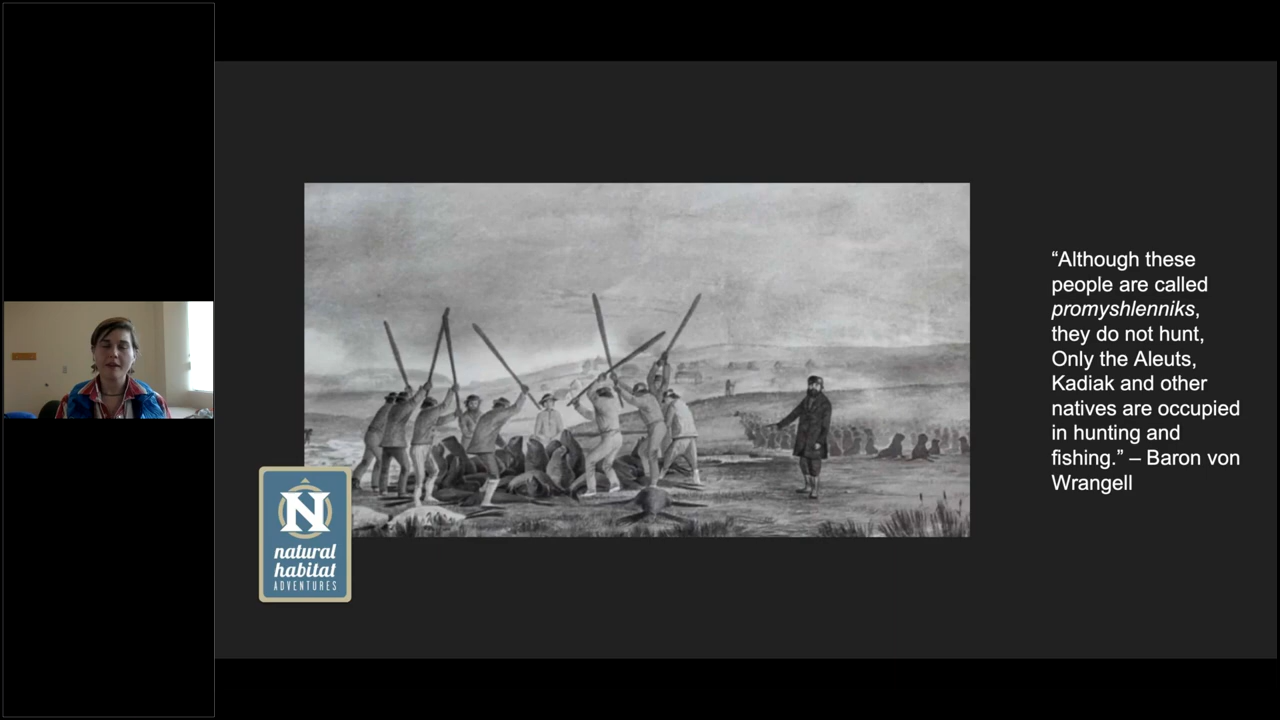 “Although these
people are called
promyshlenniks,
they do not hunt,
Only the Aleuts,
Kadiak and other
natives are occupied
in hunting and
fishing.” – Baron von
Wrangell
N
natural
habitat
ADVENTURES